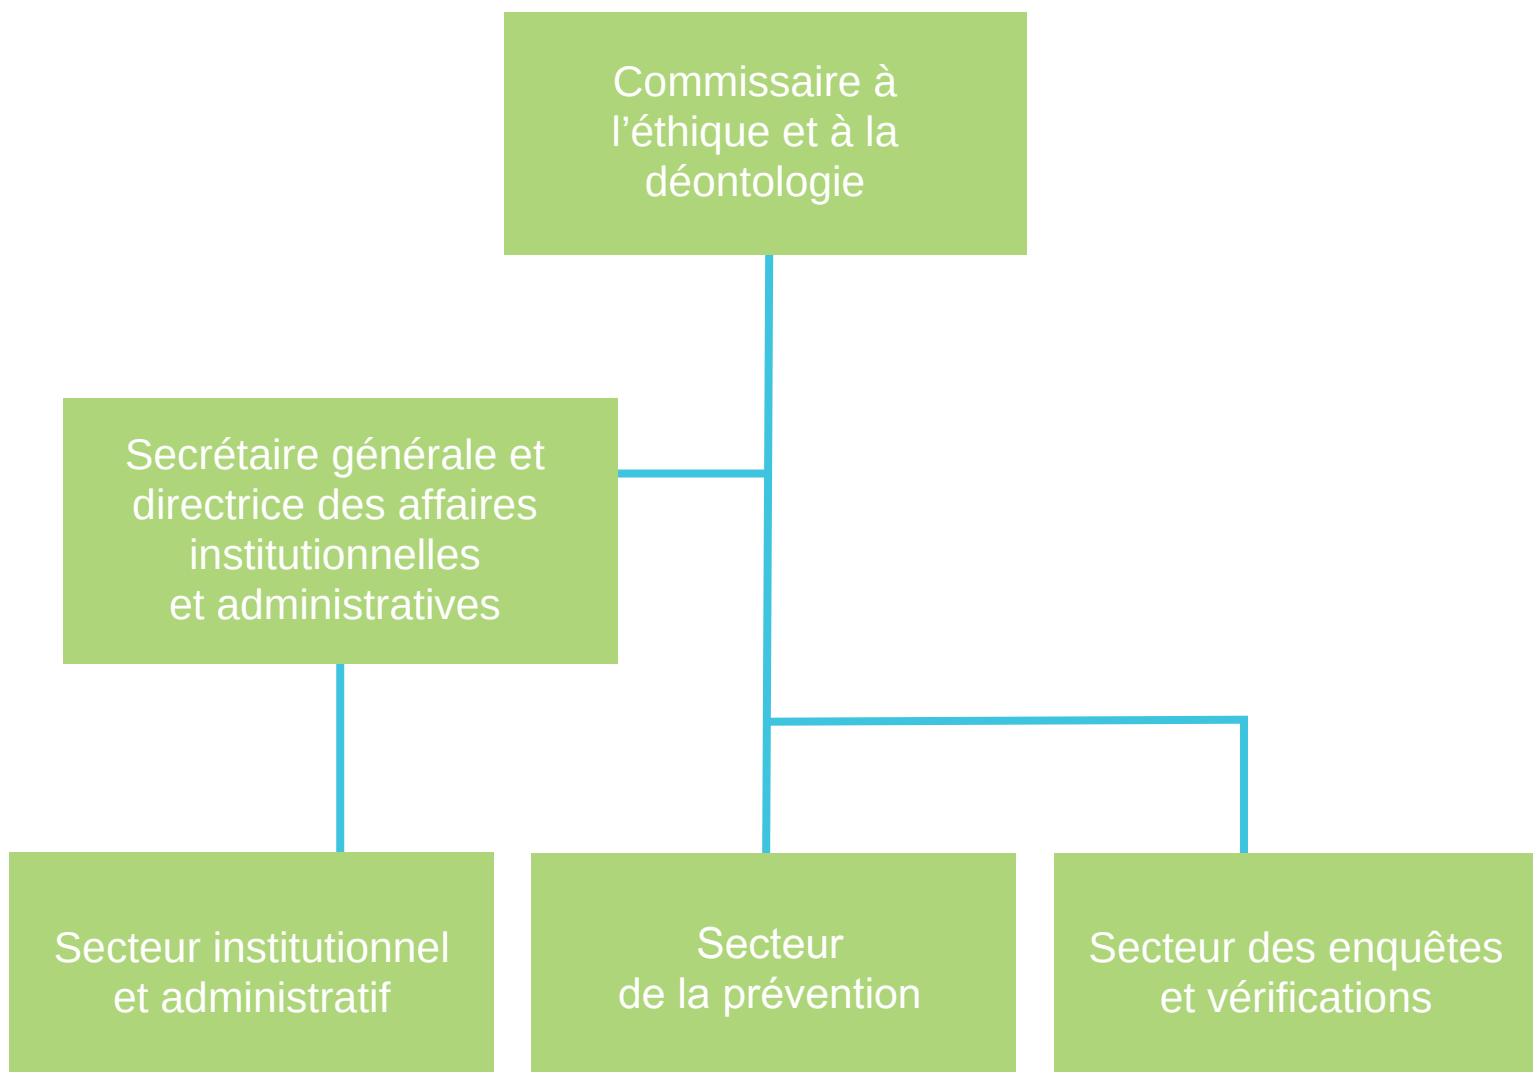 Commissaire à
l’éthique et à la
déontologie
Secrétaire générale et
directrice des affaires
institutionnelles
et administratives
Secteur institutionnel
et administratif
Secteur
de la prévention
Secteur des enquêtes
et vérifications